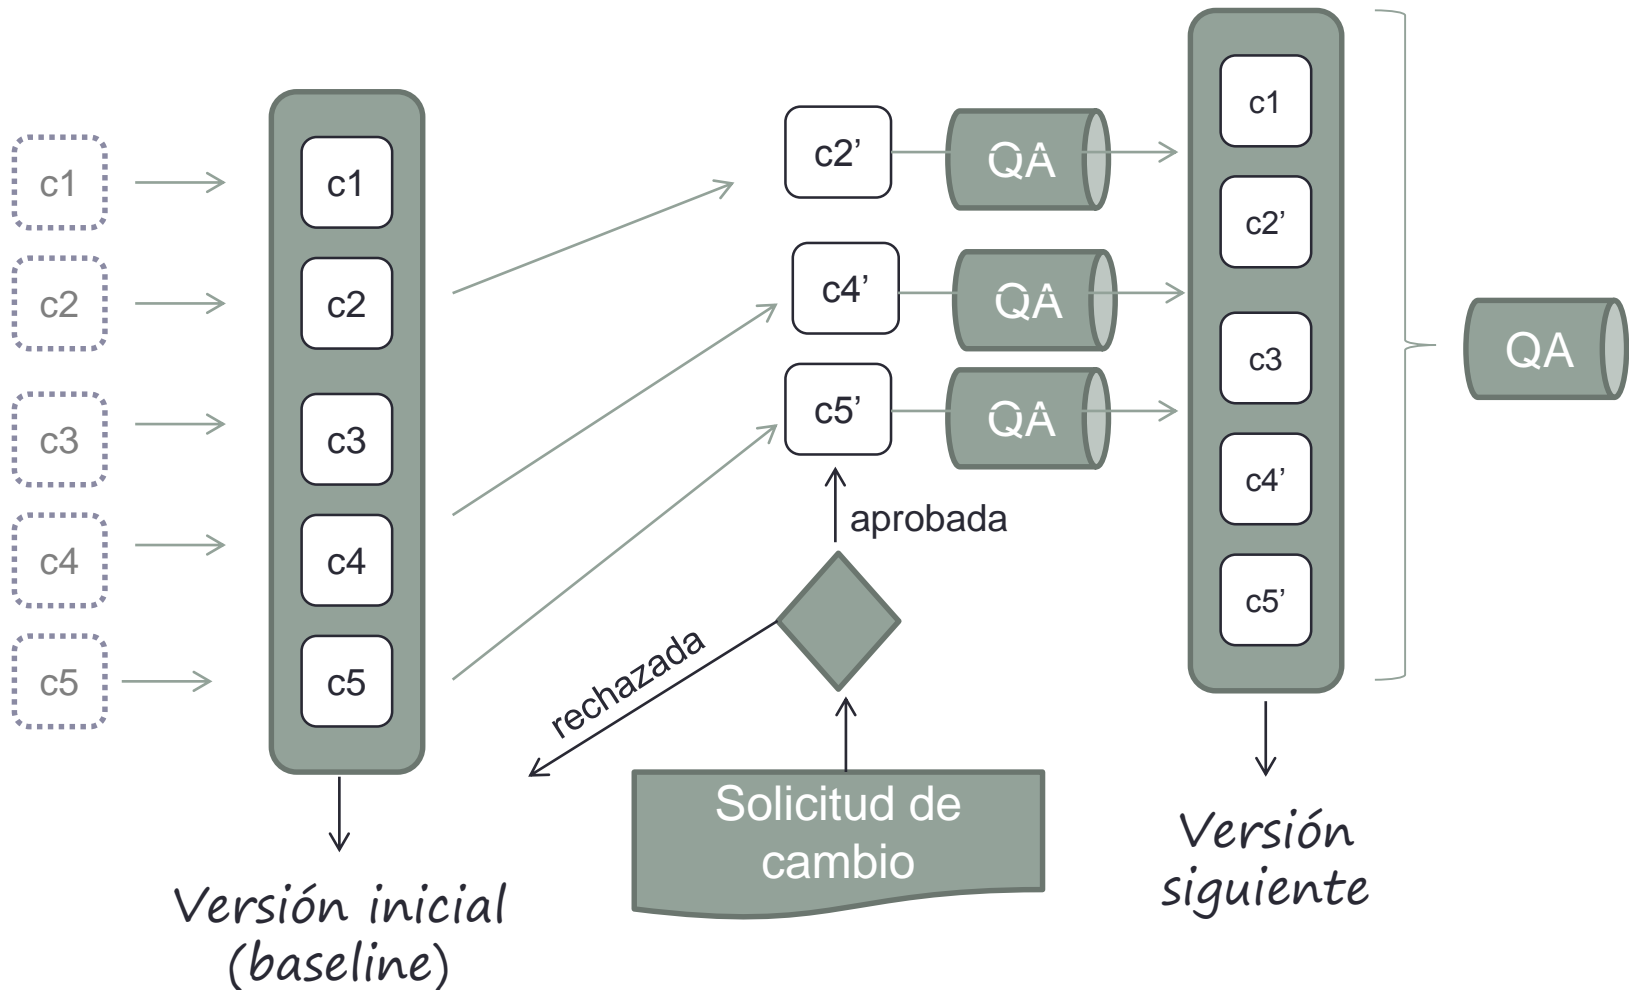 c1
c2
c3
c4
c5
c1
c2
c3
c4
c5
Versión inicial
(baseline)
c2’
c4’
c5’
QA
QA
QA
aprobada
rechazada
Solicitud de
cambio
c1
c2’
c3
c4’
c5’
Versión
siguiente
QA